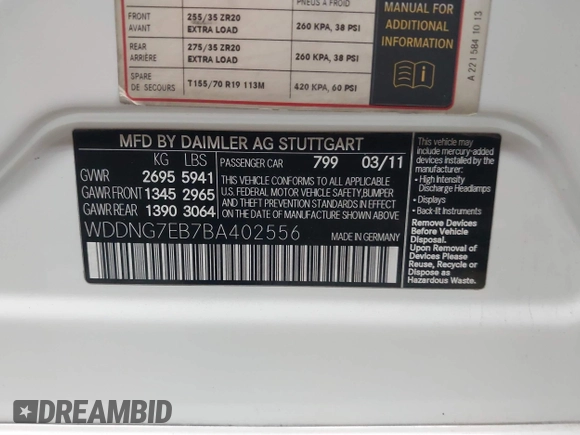 PNEUS À FROID
FRONT 255/35 ZR20 260 KPA, 38 PSI
AVANT EXTRA LOAD
REAR 275/35 ZR20 260 KPA, 38 PSI
ARRIÈRE EXTRA LOAD
SPARE T155/70 R19 113M 420 KPA, 60 PSI
DE SECOURS
MANUAL FOR
ADDITIONAL
INFORMATION
A 221 584 10 13
MFD BY DAIMLER AG STUTTGART
KG LBS
GVWR 2695 5941
GAWR FRONT 1345 2965
GAWR REAR 1390 3064
PASSENGER CAR 799 03/11
THIS VEHICLE CONFORMS TO ALL APPLICABLE
U.S. FEDERAL MOTOR VEHICLE SAFETY, BUMPER
AND THEFT PREVENTION STANDARDS IN
EFFECT ON THE DATE OF MANUFACTURE
SHOWN ABOVE.
WDDNG7EB7BA402556
MADE IN GERMANY
This vehicle may
include mercury-added
devices installed by
the manufacturer:
- High Intensity
Discharge Headlamps
- Displays
- Back-lit Instruments
Remove Devices
Before Vehicle
Disposal.
Upon Removal of
Devices Please
Reuse, Recycle or
Dispose as
Hazardous Waste.
DREAMBID